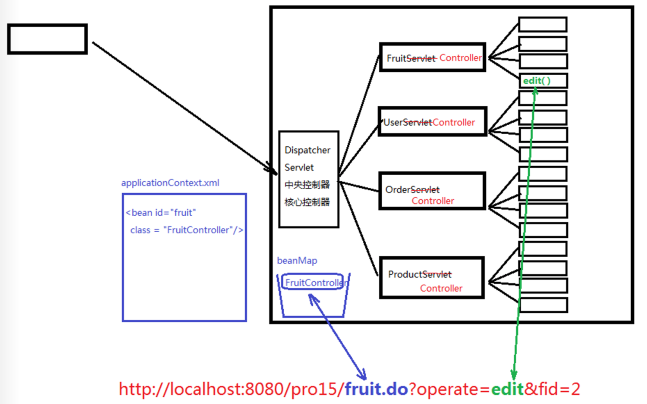 FruitServlet Controller
edit( )
UserServlet Controller
Dispatcher
Servlet
中央控制器
核心控制器
applicationContext.xml
<bean id="fruit"
class = "FruitController"/>
OrderServlet
Controller
beanMap
FruitController
ProductServlet
Controller
http://localhost:8080/pro15/fruit.do?operate=edit&fid=2